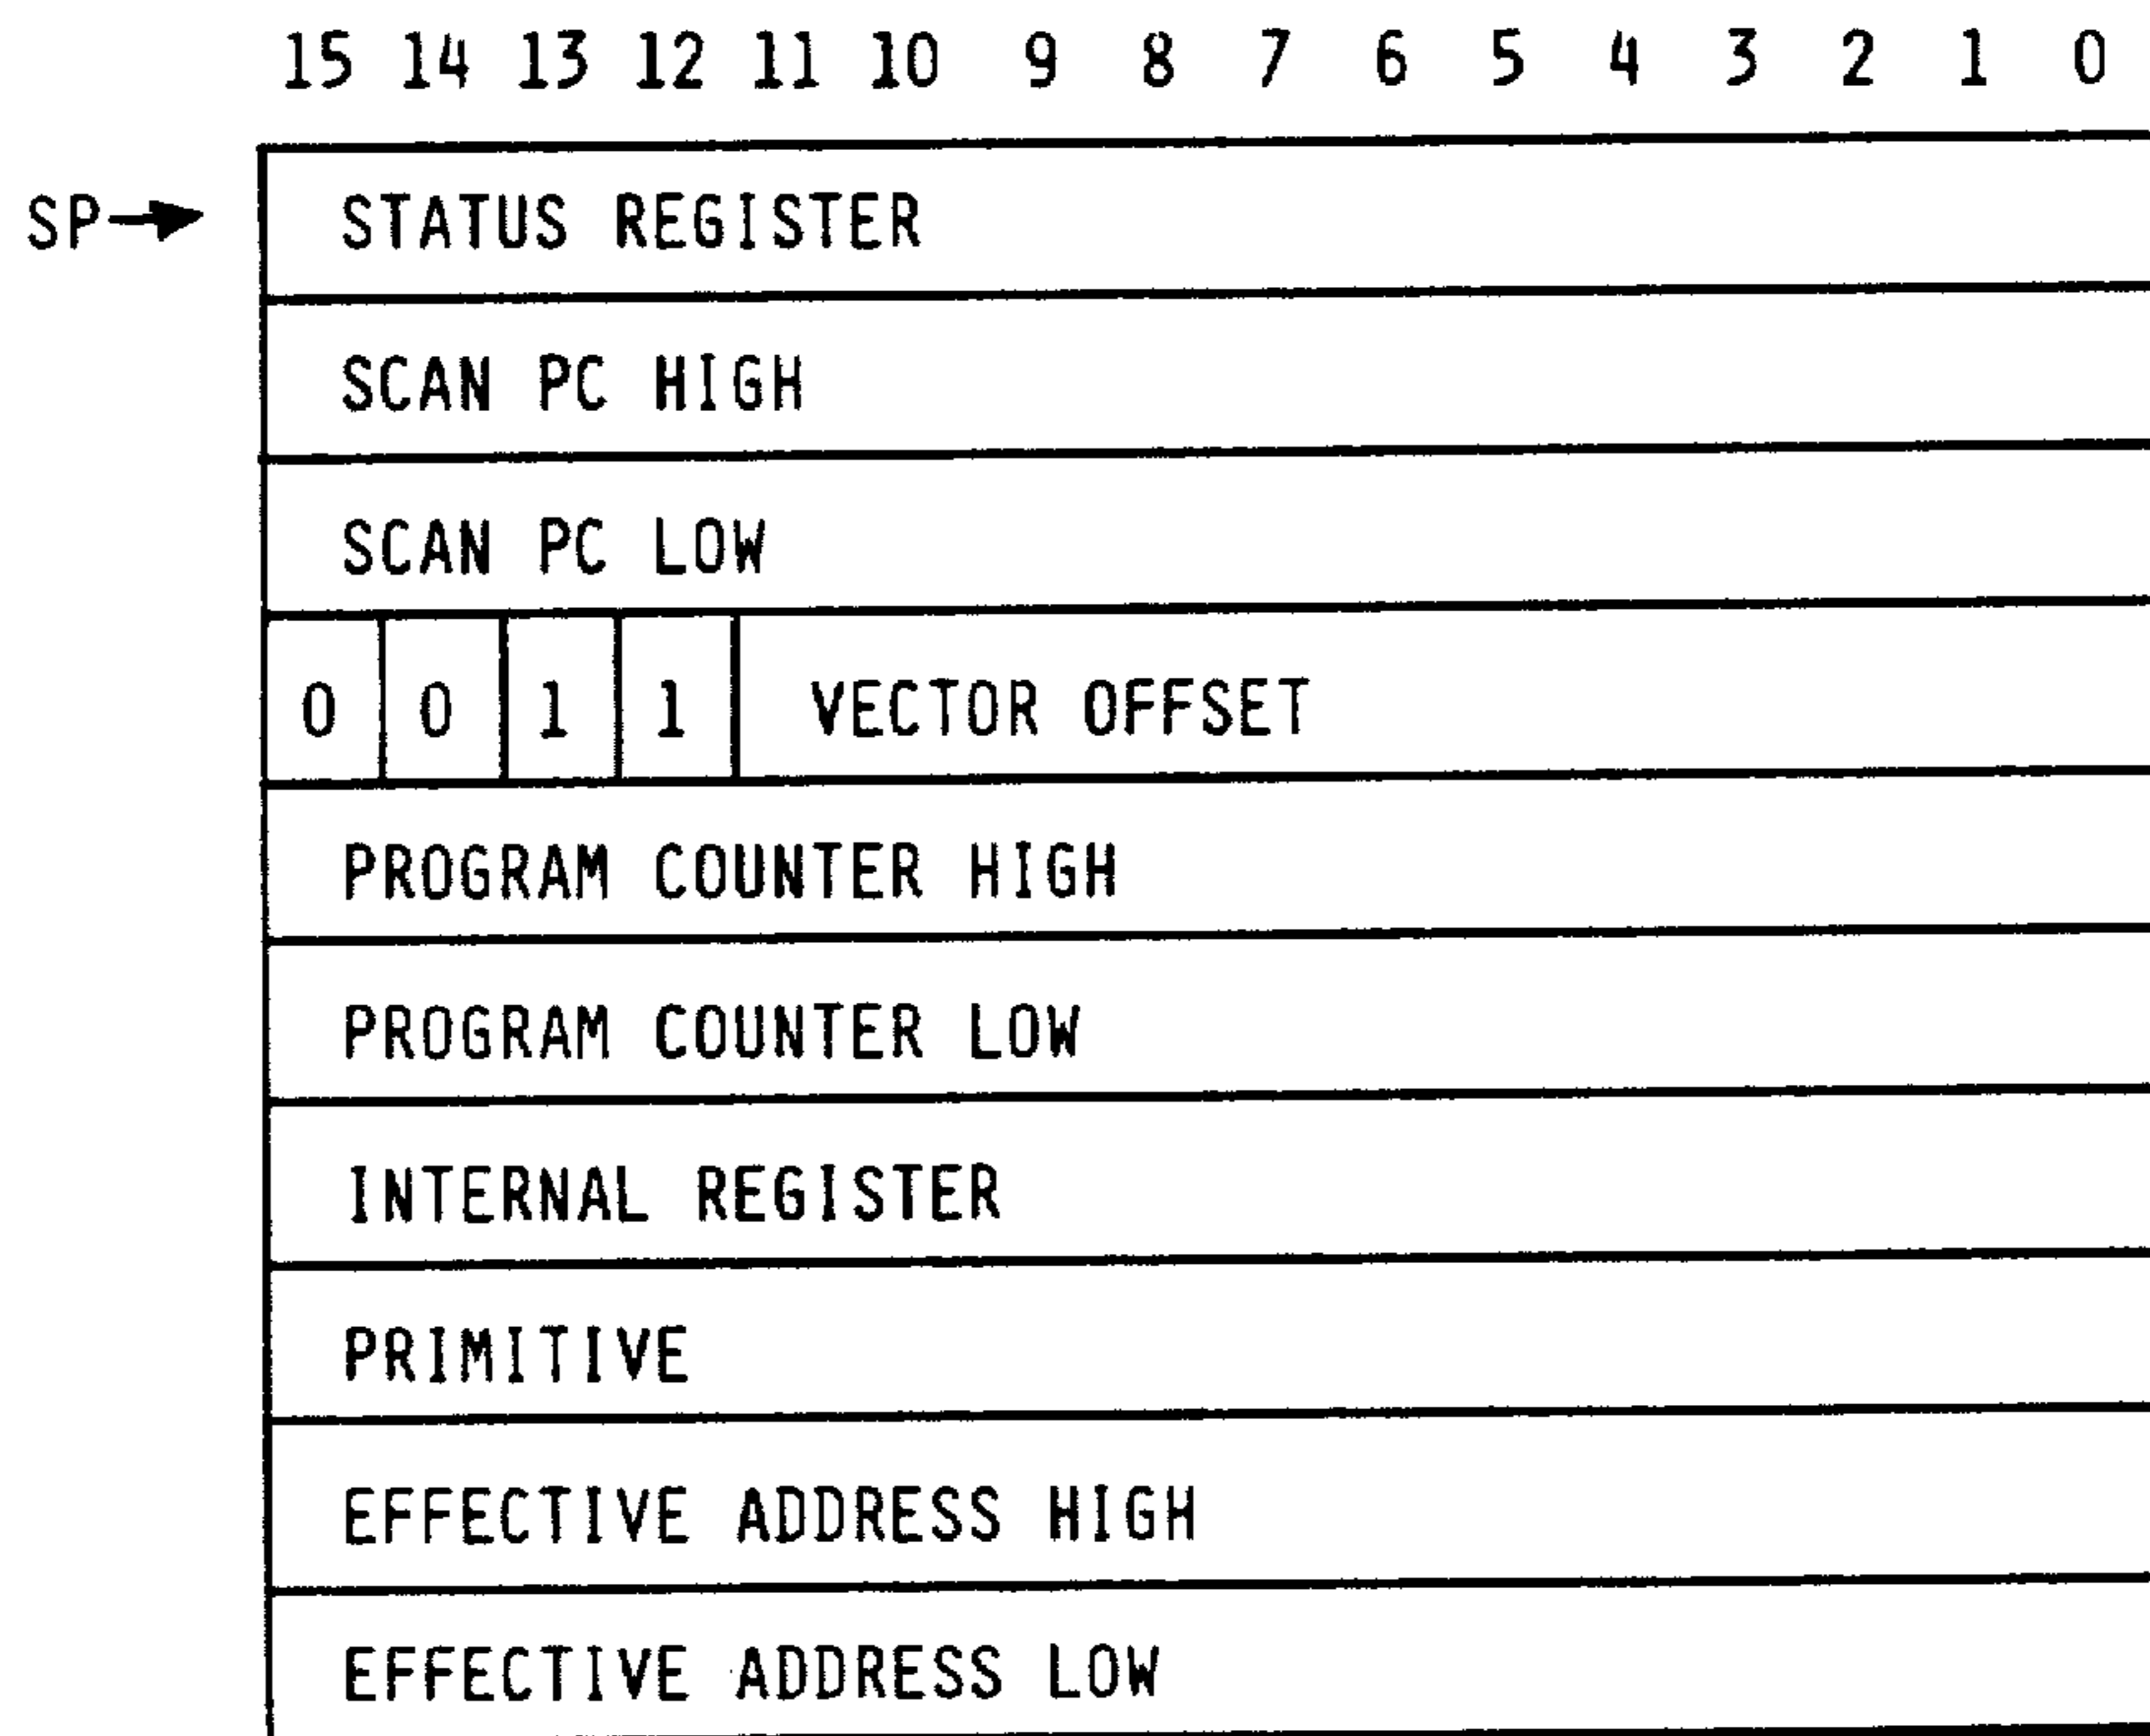 15 14 13 12 11 10 9 8 7 6 5 4 3 2 1 0
SP STATUS REGISTER
SCAN PC HIGH
SCAN PC LOW
0 0 1 1 VECTOR OFFSET
PROGRAM COUNTER HIGH
PROGRAM COUNTER LOW
INTERNAL REGISTER
PRIMITIVE
EFFECTIVE ADDRESS HIGH
EFFECTIVE ADDRESS LOW